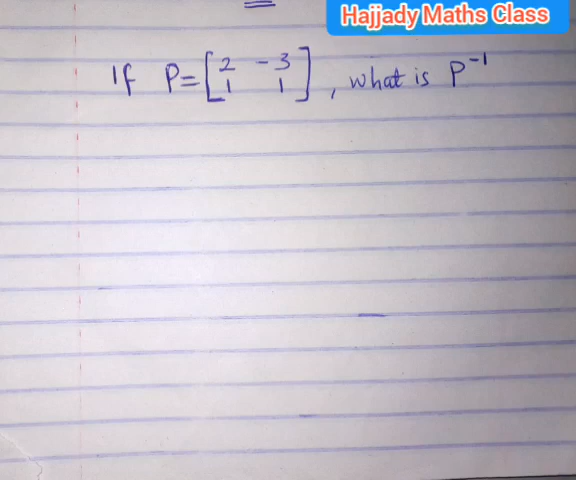 Hajjady Maths Class
If P = [2 -3], what is P⁻¹
[1 1]